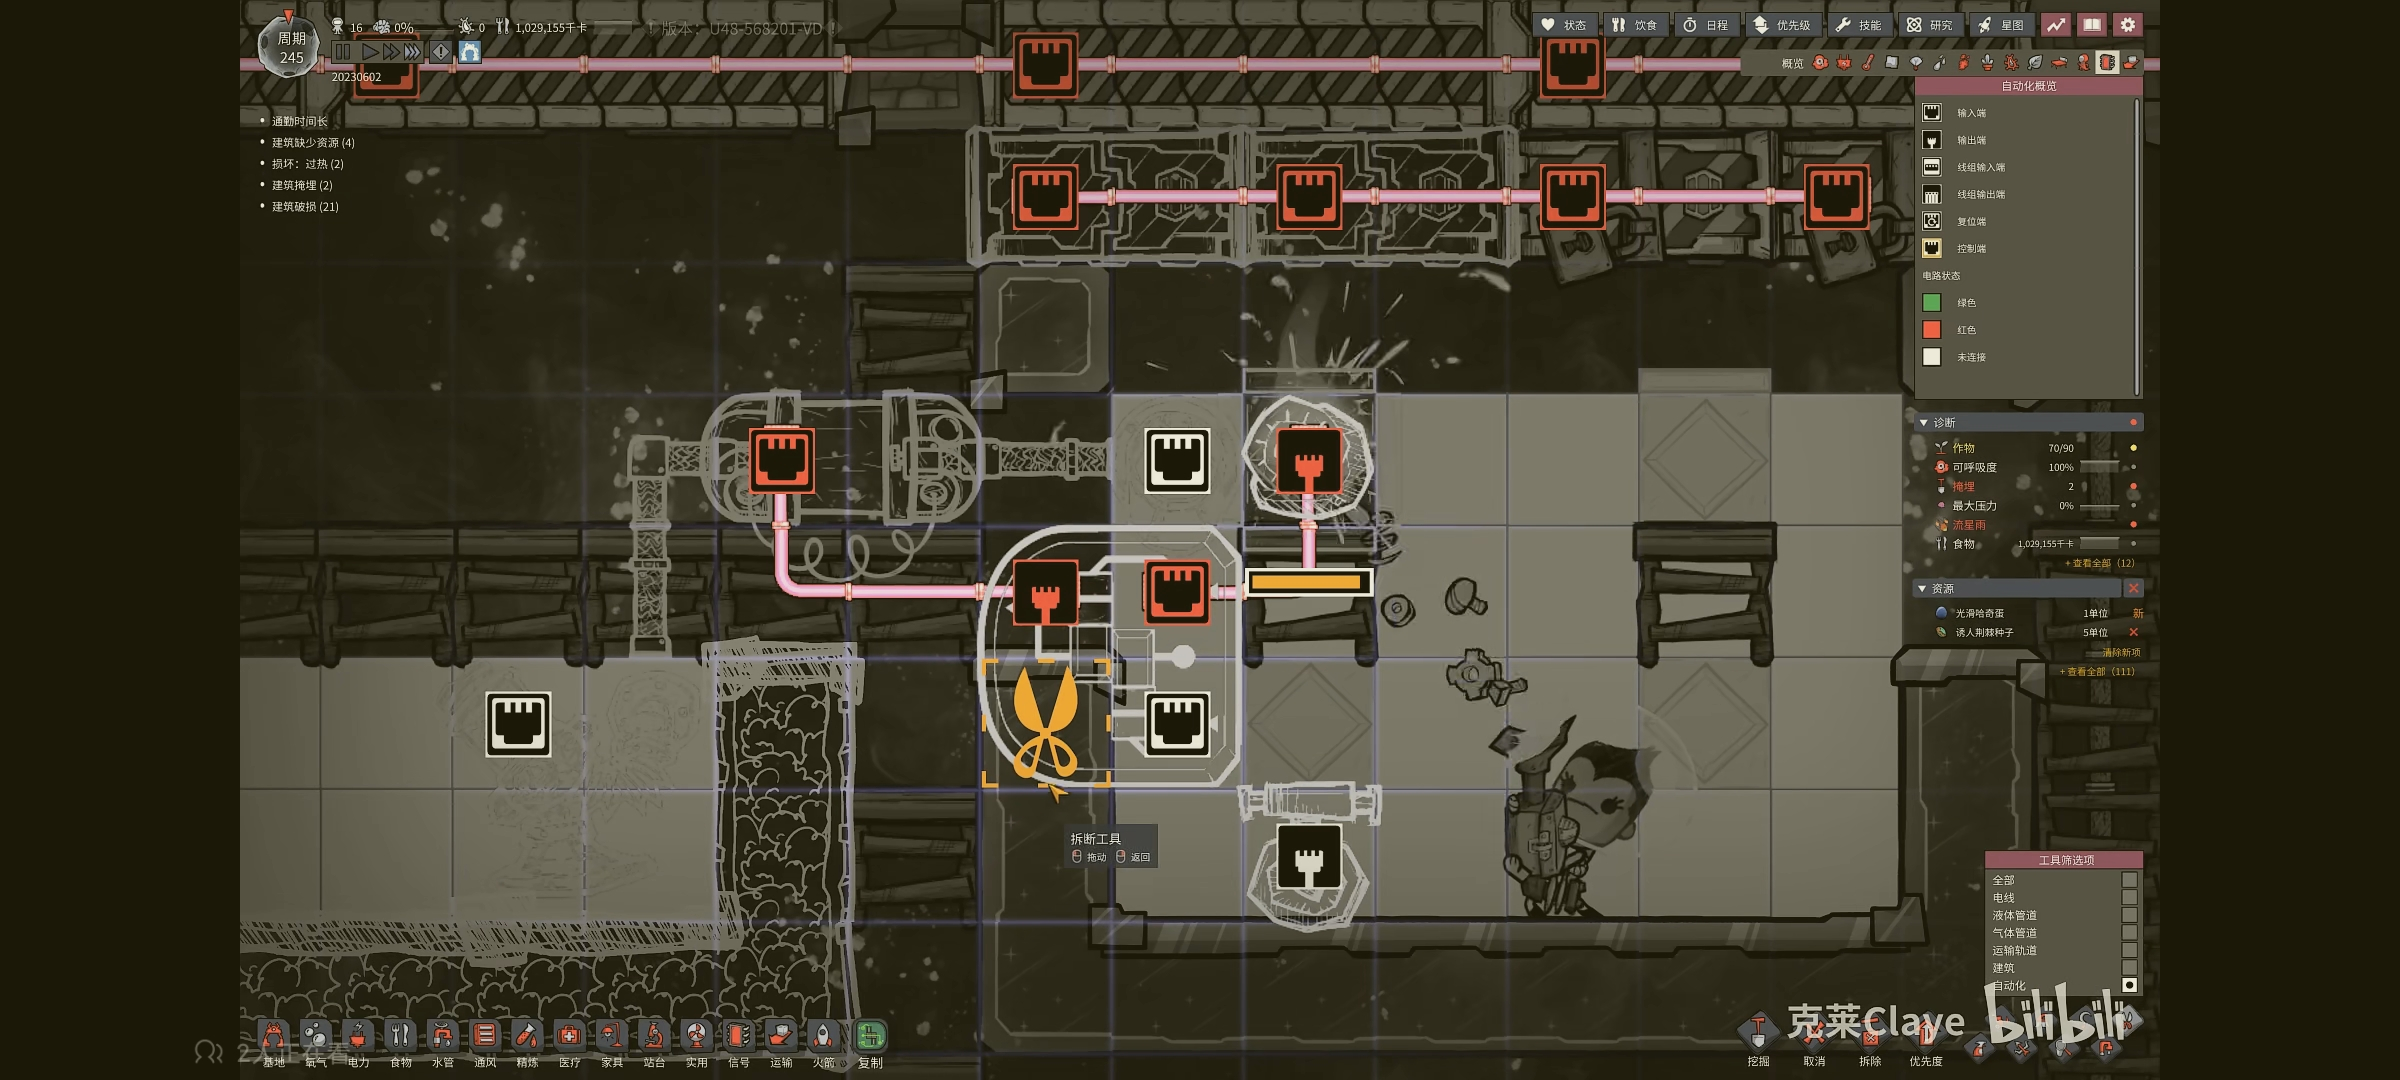 周期
245
16
0%
0
1,029,155千卡
！版本：U48-568201-VD！
20230602
通勤时间长
建筑缺少资源 (4)
损坏：过热 (2)
建筑掩埋 (2)
建筑破损 (21)
状态
饮食
日程
优先级
技能
研究
星图
概览
自动化概览
输入端
输出端
线组输入端
线组输出端
复位端
控制端
电路状态
绿色
红色
未连接
诊断
作物 70/90
可呼吸度 100%
掩埋 2
最大压力 0%
流星雨
食物 1,029,155千卡
+ 查看全部（12）
资源
光滑哈奇蛋 1单位 新
诱人荆棘种子 5单位
清除新项
+ 查看全部（111）
拆断工具
拖动 返回
工具筛选项
全部
电线
液体管道
气体管道
运输轨道
建筑
自动化
克莱Claye bilibili
2人正在看
基地
氧气
电力
食物
水管
通风
精炼
医疗
家具
站台
实用
信号
运输
火箭
复制
挖掘
取消
拆除
优先度